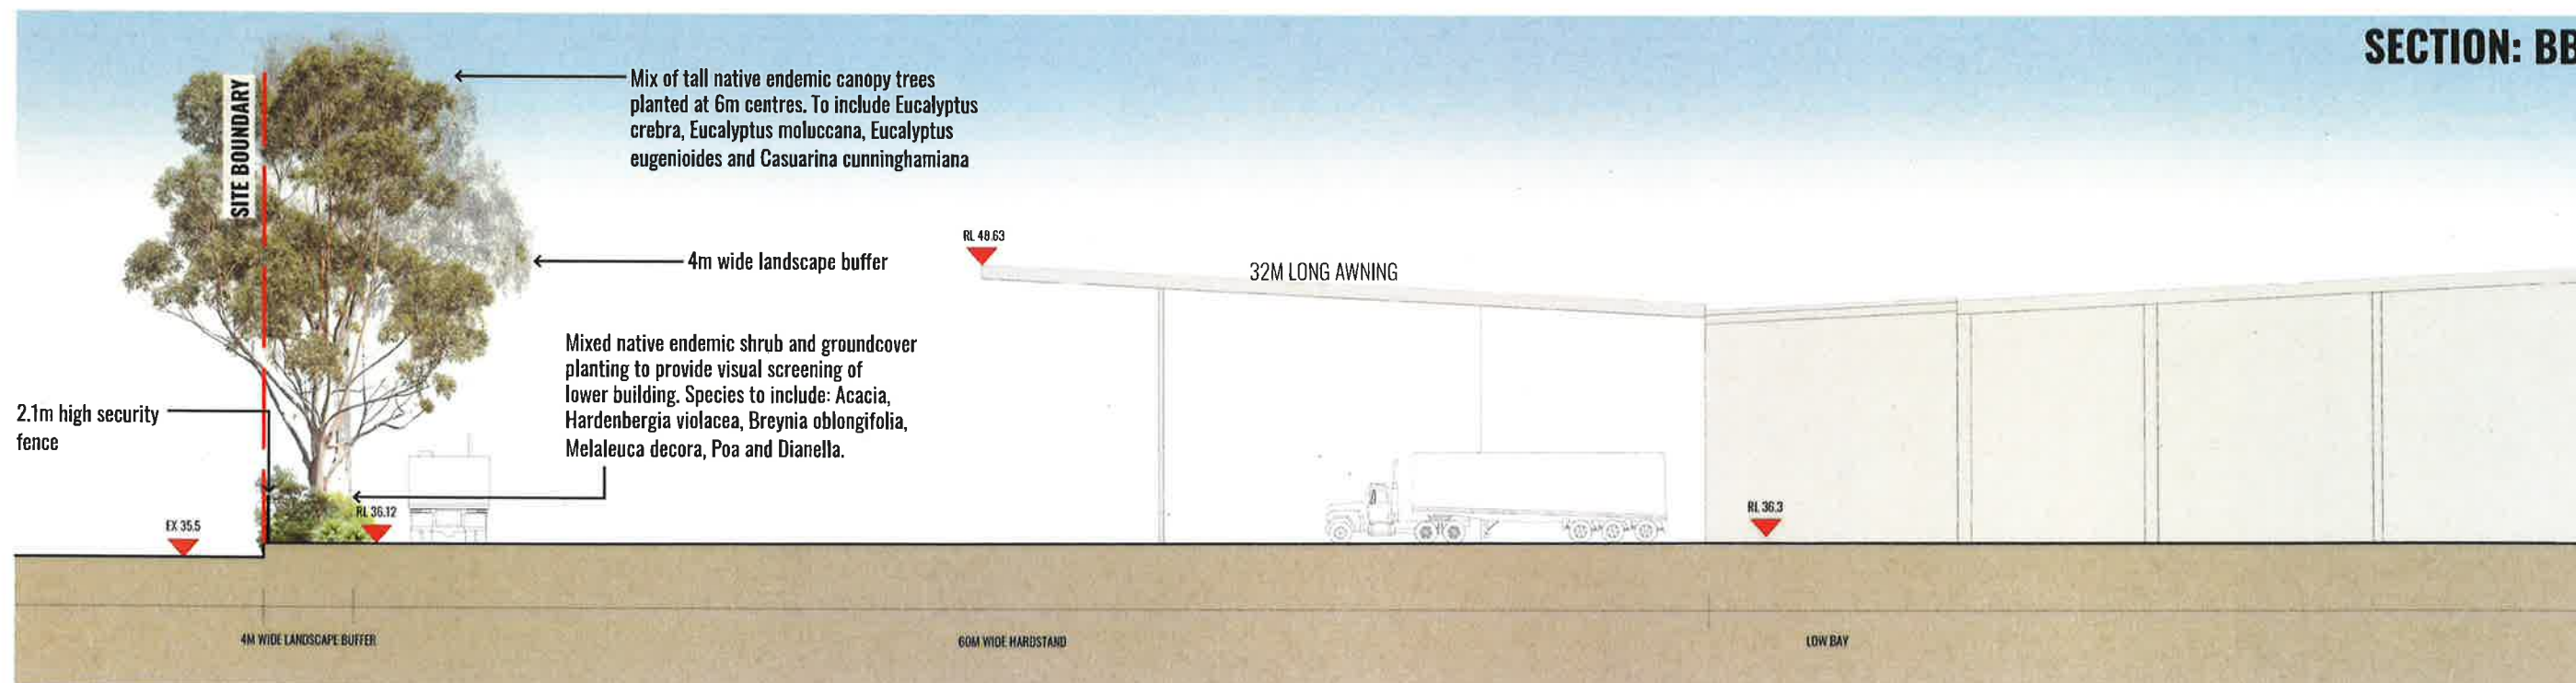 SECTION: BB
SITE BOUNDARY
Mix of tall native endemic canopy trees
planted at 6m centres. To include Eucalyptus
crebra, Eucalyptus moluccana, Eucalyptus
eugenioides and Casuarina cunninghamiana
4m wide landscape buffer
RL 48.63
32M LONG AWNING
Mixed native endemic shrub and groundcover
planting to provide visual screening of
lower building. Species to include: Acacia,
Hardenbergia violacea, Breynia oblongifolia,
Melaleuca decora, Poa and Dianella.
2.1m high security
fence
EX 35.5
RL 36.12
RL 36.3
4M WIDE LANDSCAPE BUFFER
60M WIDE HARDSTAND
LOW BAY